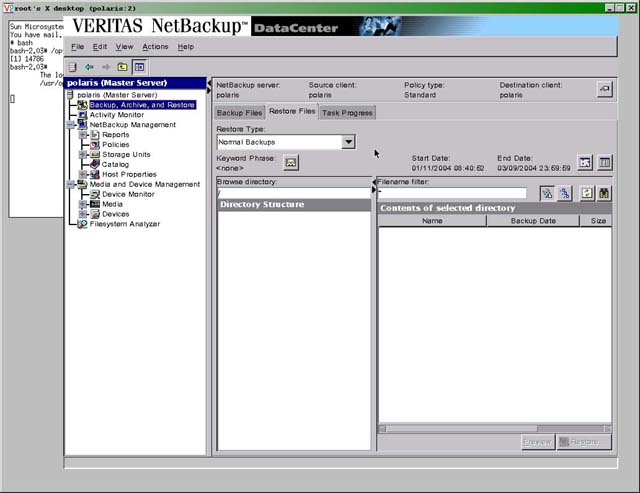 root's X desktop (polaris:2)
Sun Microsyste
You have mail.
# bash
bash-2.03# /op
[1] 14786
bash-2.03#
The lo
/usr/o
VERITAS NetBackup™ DataCenter
File Edit View Actions Help
polaris (Master Server)
polaris (Master Server)
Backup, Archive, and Restore
Activity Monitor
NetBackup Management
Reports
Policies
Storage Units
Catalog
Host Properties
Media and Device Management
Device Monitor
Media
Devices
Filesystem Analyzer
NetBackup server: Source client: Policy type: Destination client:
polaris polaris Standard polaris
Backup Files Restore Files Task Progress
Restore Type:
Normal Backups
Keyword Phrase: Start Date: End Date:
<none> 01/11/2004 08:40:52 03/09/2004 23:59:59
Browse directory: Filename filter:
/ *
Directory Structure Contents of selected directory
Name Backup Date Size
Preview Restore...